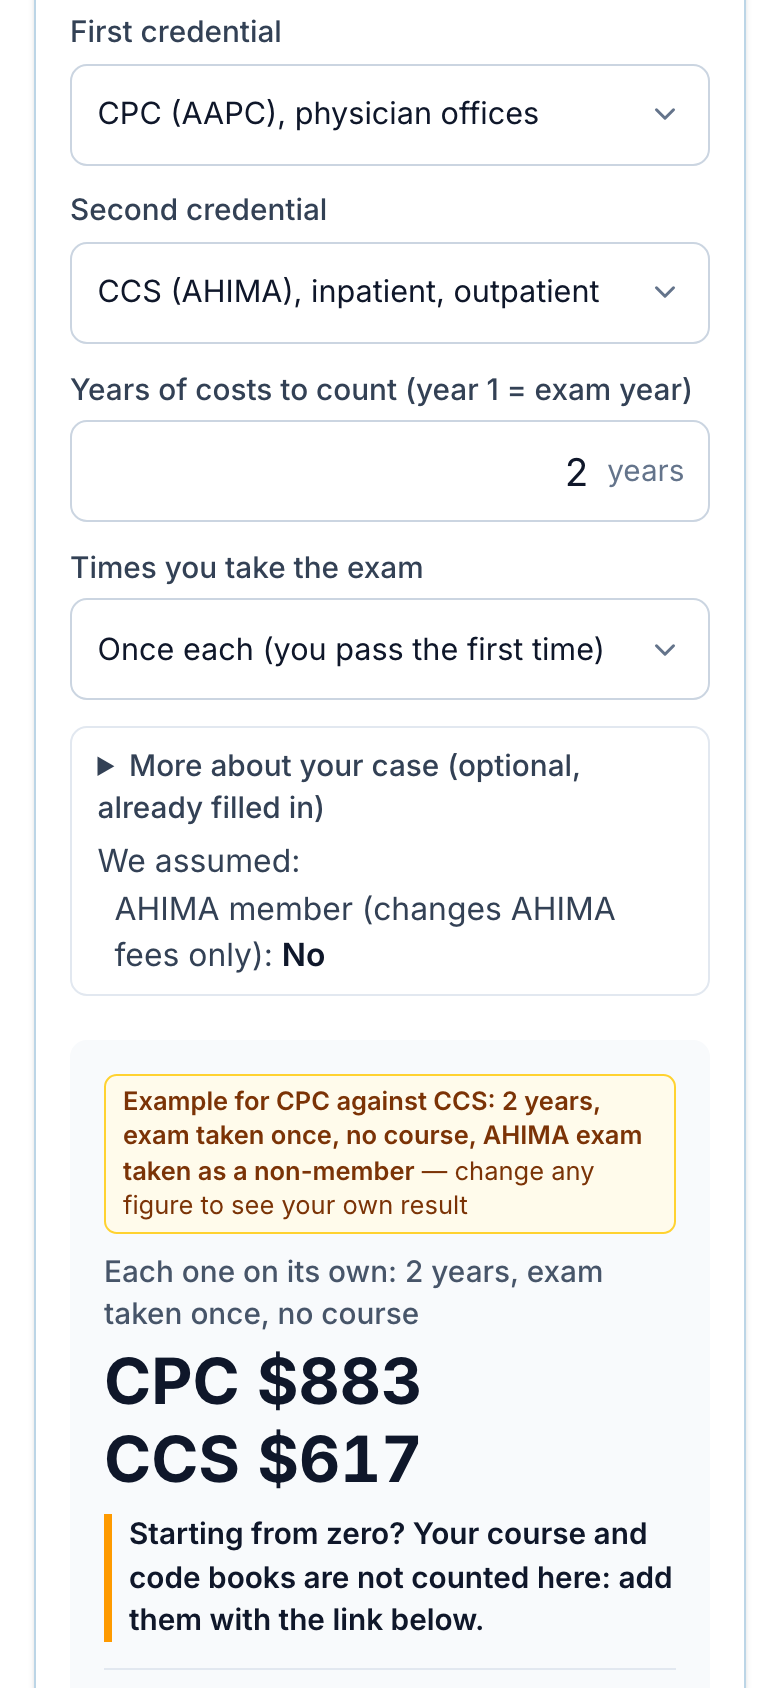 First credential
CPC (AAPC), physician offices
Second credential
CCS (AHIMA), inpatient, outpatient
Years of costs to count (year 1 = exam year)
2 years
Times you take the exam
Once each (you pass the first time)
▶ More about your case (optional,
already filled in)
We assumed:
AHIMA member (changes AHIMA
fees only): No
Example for CPC against CCS: 2 years,
exam taken once, no course, AHIMA exam
taken as a non-member — change any
figure to see your own result
Each one on its own: 2 years, exam
taken once, no course
CPC $883
CCS $617
Starting from zero? Your course and
code books are not counted here: add
them with the link below.